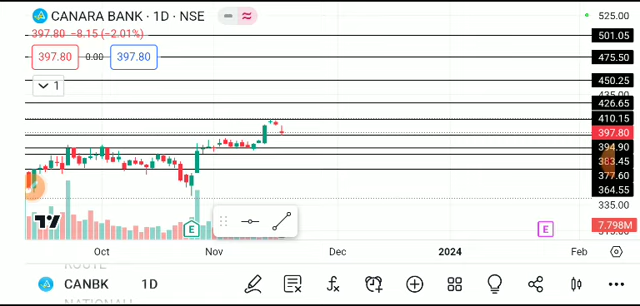 CANARA BANK · 1D · NSE
397.80 −8.15 (−2.01%)
397.80 0.00 397.80
1
525.00
501.05
475.50
450.25
435.00
426.65
410.15
397.80
394.90
383.45
377.60
364.55
335.00
7.798M
E
E
Oct Nov Dec 2024 Feb
ROUTE
CANBK 1D